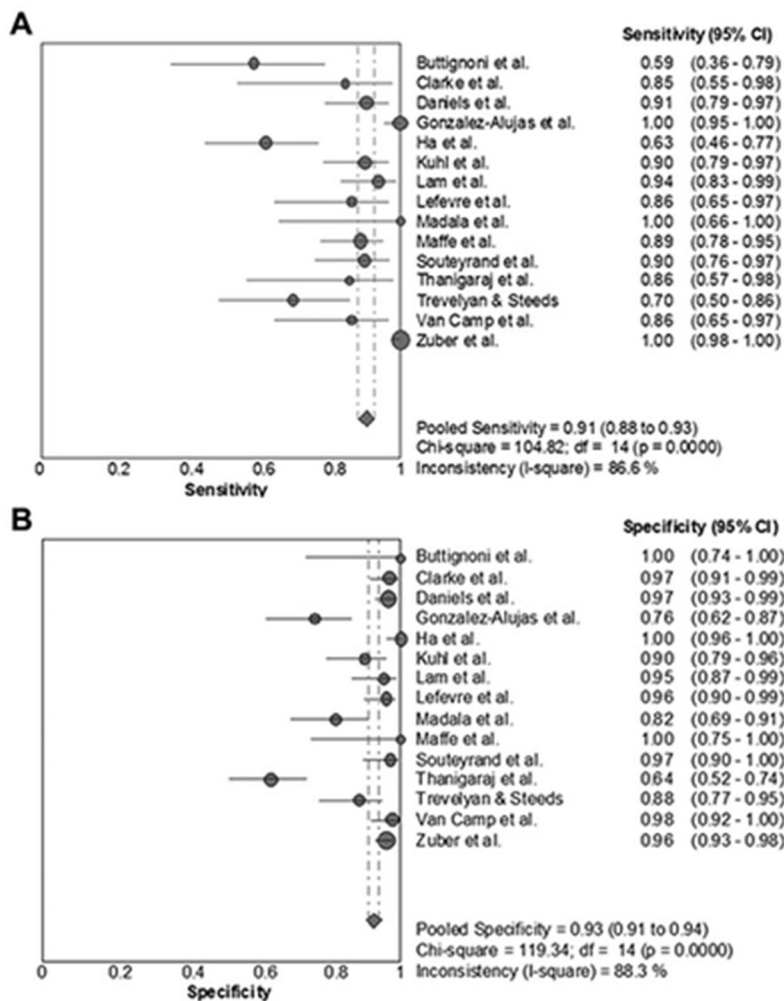 A
Sensitivity (95% CI)
Buttignoni et al. 0.59 (0.36 - 0.79)
Clarke et al. 0.85 (0.55 - 0.98)
Daniels et al. 0.91 (0.79 - 0.97)
Gonzalez-Alujas et al. 1.00 (0.95 - 1.00)
Ha et al. 0.63 (0.46 - 0.77)
Kuhl et al. 0.90 (0.79 - 0.97)
Lam et al. 0.94 (0.83 - 0.99)
Lefevre et al. 0.86 (0.65 - 0.97)
Madala et al. 1.00 (0.66 - 1.00)
Maffe et al. 0.89 (0.78 - 0.95)
Souteyrand et al. 0.90 (0.76 - 0.97)
Thanigaraj et al. 0.86 (0.57 - 0.98)
Trevelyan & Steeds 0.70 (0.50 - 0.86)
Van Camp et al. 0.86 (0.65 - 0.97)
Zuber et al. 1.00 (0.98 - 1.00)
Pooled Sensitivity = 0.91 (0.88 to 0.93)
Chi-square = 104.82; df = 14 (p = 0.0000)
Inconsistency (I-square) = 86.6 %
0 0.2 0.4 0.6 0.8 1
Sensitivity
B
Specificity (95% CI)
Buttignoni et al. 1.00 (0.74 - 1.00)
Clarke et al. 0.97 (0.91 - 0.99)
Daniels et al. 0.97 (0.93 - 0.99)
Gonzalez-Alujas et al. 0.76 (0.62 - 0.87)
Ha et al. 1.00 (0.96 - 1.00)
Kuhl et al. 0.90 (0.79 - 0.96)
Lam et al. 0.95 (0.87 - 0.99)
Lefevre et al. 0.96 (0.90 - 0.99)
Madala et al. 0.82 (0.69 - 0.91)
Maffe et al. 1.00 (0.75 - 1.00)
Souteyrand et al. 0.97 (0.90 - 1.00)
Thanigaraj et al. 0.64 (0.52 - 0.74)
Trevelyan & Steeds 0.88 (0.77 - 0.95)
Van Camp et al. 0.98 (0.92 - 1.00)
Zuber et al. 0.96 (0.93 - 0.98)
Pooled Specificity = 0.93 (0.91 to 0.94)
Chi-square = 119.34; df = 14 (p = 0.0000)
Inconsistency (I-square) = 88.3 %
0 0.2 0.4 0.6 0.8 1
Specificity